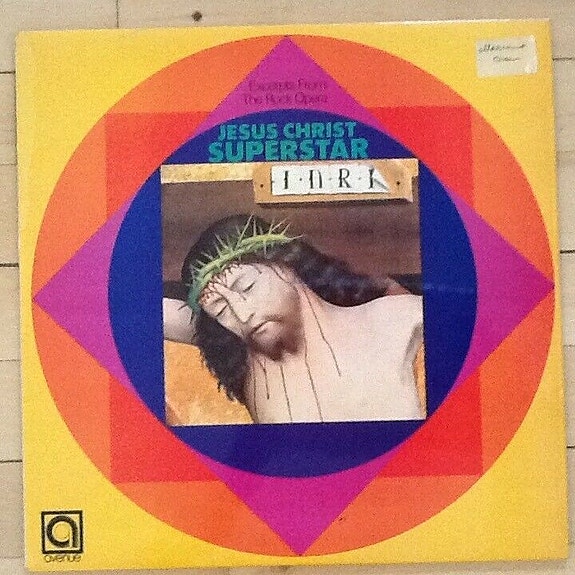 Excerpts From
The Rock Opera
JESUS CHRIST
SUPERSTAR
I·N·R·I
avenue